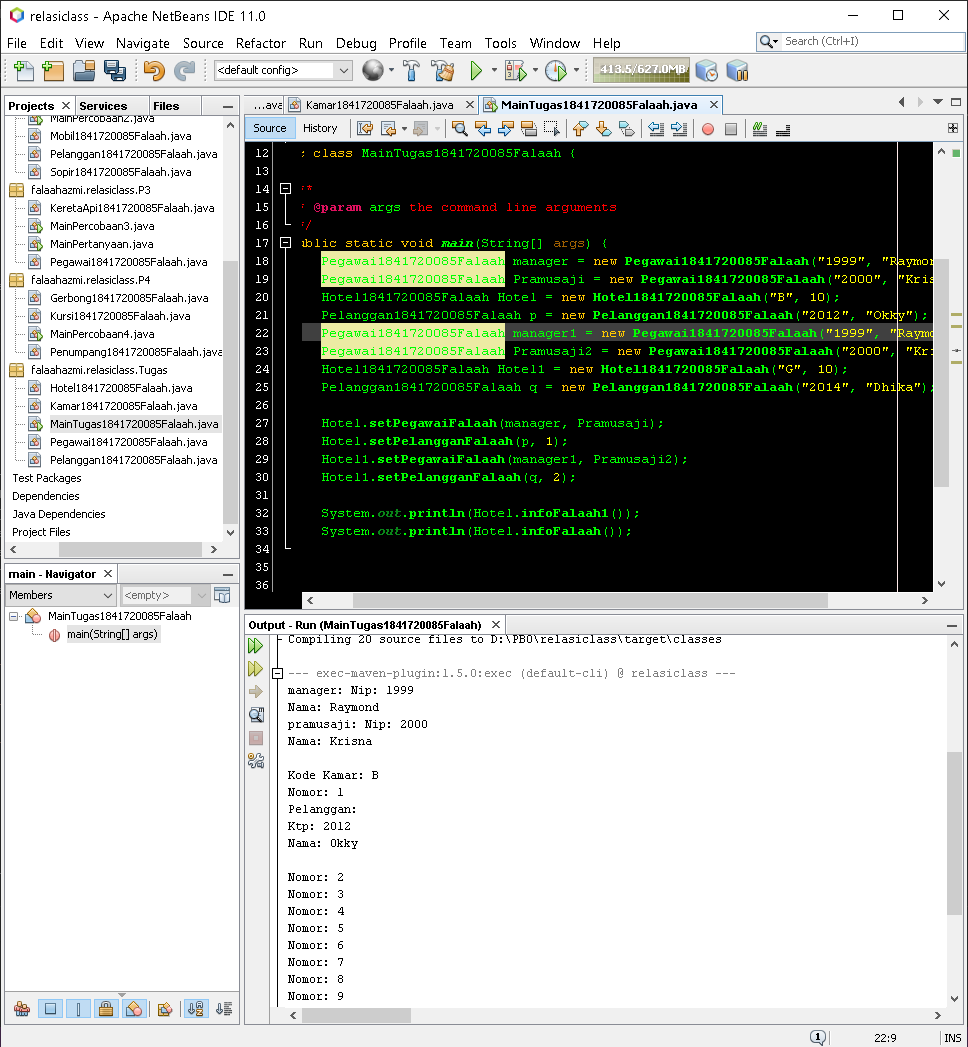 relasiclass - Apache NetBeans IDE 11.0
File Edit View Navigate Source Refactor Run Debug Profile Team Tools Window Help
Search (Ctrl+I)
<default config>
413.5/627.0MB
Projects Services Files
MainPercobaan2.java
Mobil1841720085Falaah.java
Pelanggan1841720085Falaah.java
Sopir1841720085Falaah.java
falaahazmi.relasiclass.P3
KeretaApi1841720085Falaah.java
MainPercobaan3.java
MainPertanyaan.java
Pegawai1841720085Falaah.java
falaahazmi.relasiclass.P4
Gerbong1841720085Falaah.java
Kursi1841720085Falaah.java
MainPercobaan4.java
Penumpang1841720085Falaah.java
falaahazmi.relasiclass.Tugas
Hotel1841720085Falaah.java
Kamar1841720085Falaah.java
MainTugas1841720085Falaah.java
Pegawai1841720085Falaah.java
Pelanggan1841720085Falaah.java
Test Packages
Dependencies
Java Dependencies
Project Files
main - Navigator
Members <empty>
MainTugas1841720085Falaah
main(String[] args)
...ava Kamar1841720085Falaah.java MainTugas1841720085Falaah.java
Source History
12 class MainTugas1841720085Falaah {
13
14 *
15 @param args the command line arguments
16 */
17 ublic static void main(String[] args) {
18 Pegawai1841720085Falaah manager = new Pegawai1841720085Falaah("1999", "Raymon
19 Pegawai1841720085Falaah Pramusaji = new Pegawai1841720085Falaah("2000", "Kris
20 Hotel1841720085Falaah Hotel = new Hotel1841720085Falaah("B", 10);
21 Pelanggan1841720085Falaah p = new Pelanggan1841720085Falaah("2012", "Okky");
22 Pegawai1841720085Falaah manager1 = new Pegawai1841720085Falaah("1999", "Raymo
23 Pegawai1841720085Falaah Pramusaji2 = new Pegawai1841720085Falaah("2000", "Kri
24 Hotel1841720085Falaah Hotel1 = new Hotel1841720085Falaah("G", 10);
25 Pelanggan1841720085Falaah q = new Pelanggan1841720085Falaah("2014", "Dhika");
26
27 Hotel.setPegawaiFalaah(manager, Pramusaji);
28 Hotel.setPelangganFalaah(p, 1);
29 Hotel1.setPegawaiFalaah(manager1, Pramusaji2);
30 Hotel1.setPelangganFalaah(q, 2);
31
32 System.out.println(Hotel.infoFalaah1());
33 System.out.println(Hotel.infoFalaah());
34
35
36
Output - Run (MainTugas1841720085Falaah)
Compiling 20 source files to D:\PBO\relasiclass\target\classes
--- exec-maven-plugin:1.5.0:exec (default-cli) @ relasiclass ---
manager: Nip: 1999
Nama: Raymond
pramusaji: Nip: 2000
Nama: Krisna
Kode Kamar: B
Nomor: 1
Pelanggan:
Ktp: 2012
Nama: Okky
Nomor: 2
Nomor: 3
Nomor: 4
Nomor: 5
Nomor: 6
Nomor: 7
Nomor: 8
Nomor: 9
1 22:9 INS